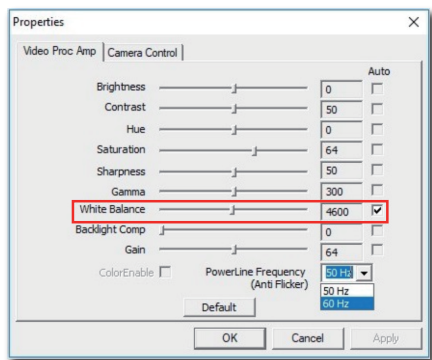 Properties
Video Proc Amp Camera Control
Auto
Brightness 0
Contrast 50
Hue 0
Saturation 64
Sharpness 50
Gamma 300
White Balance 4600
Backlight Comp 0
Gain 64
ColorEnable PowerLine Frequency 50 Hz
(Anti Flicker)
50 Hz
60 Hz
Default
OK Cancel Apply